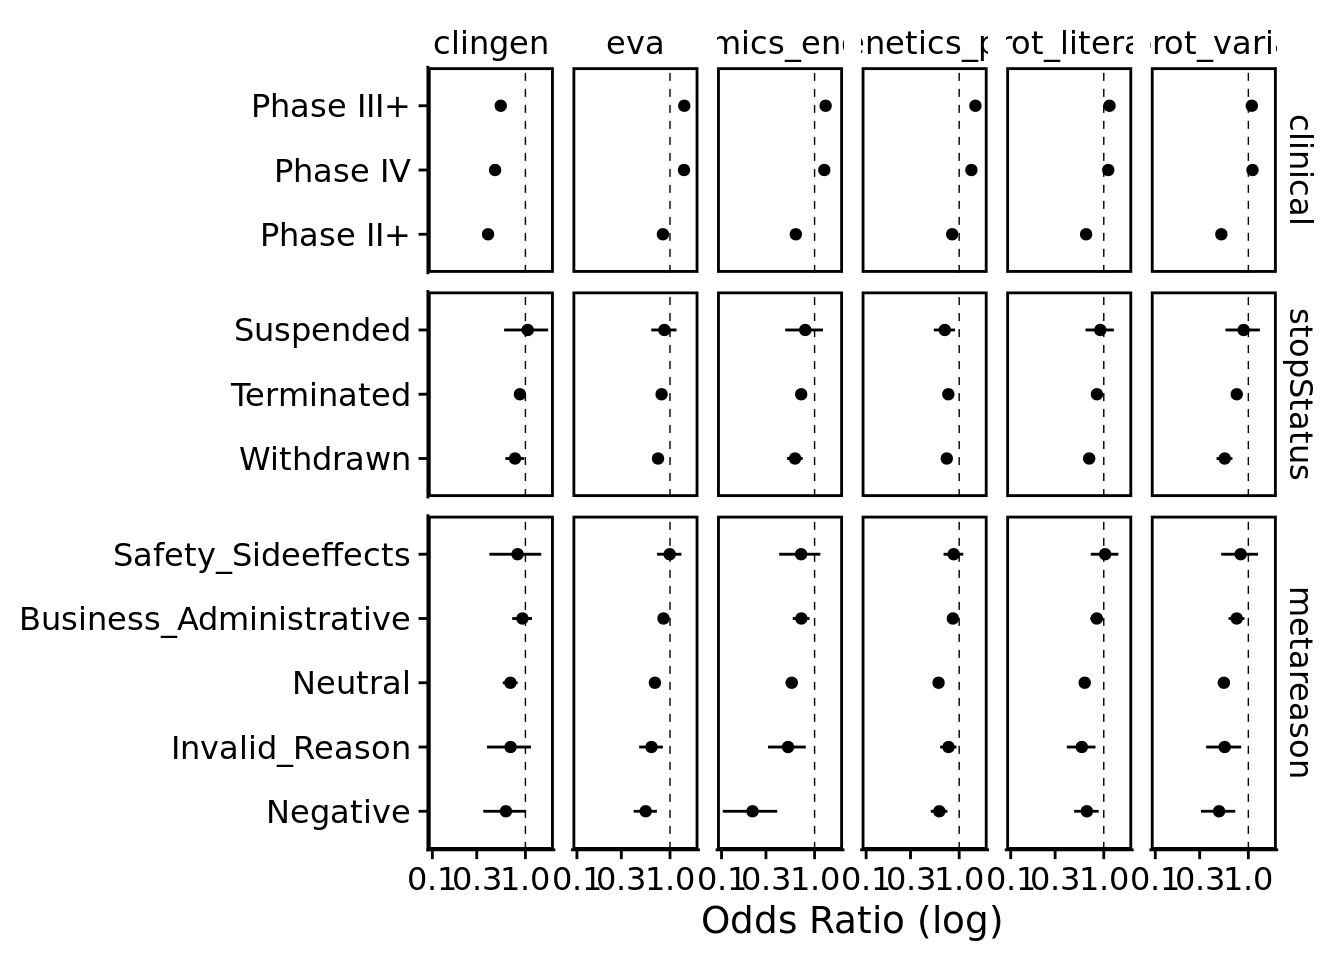 clingen eva mics_en netics_p rot_litera rot_vari
Phase III+
Phase IV
Phase II+
clinical
Suspended
Terminated
Withdrawn
stopStatus
Safety_Sideeffects
Business_Administrative
Neutral
Invalid_Reason
Negative
metareason
0.1 0.3 1.0 0.1 0.3 1.0 0.1 0.3 1.0 0.1 0.3 1.0 0.1 0.3 1.0 0.1 0.3 1.0
Odds Ratio (log)